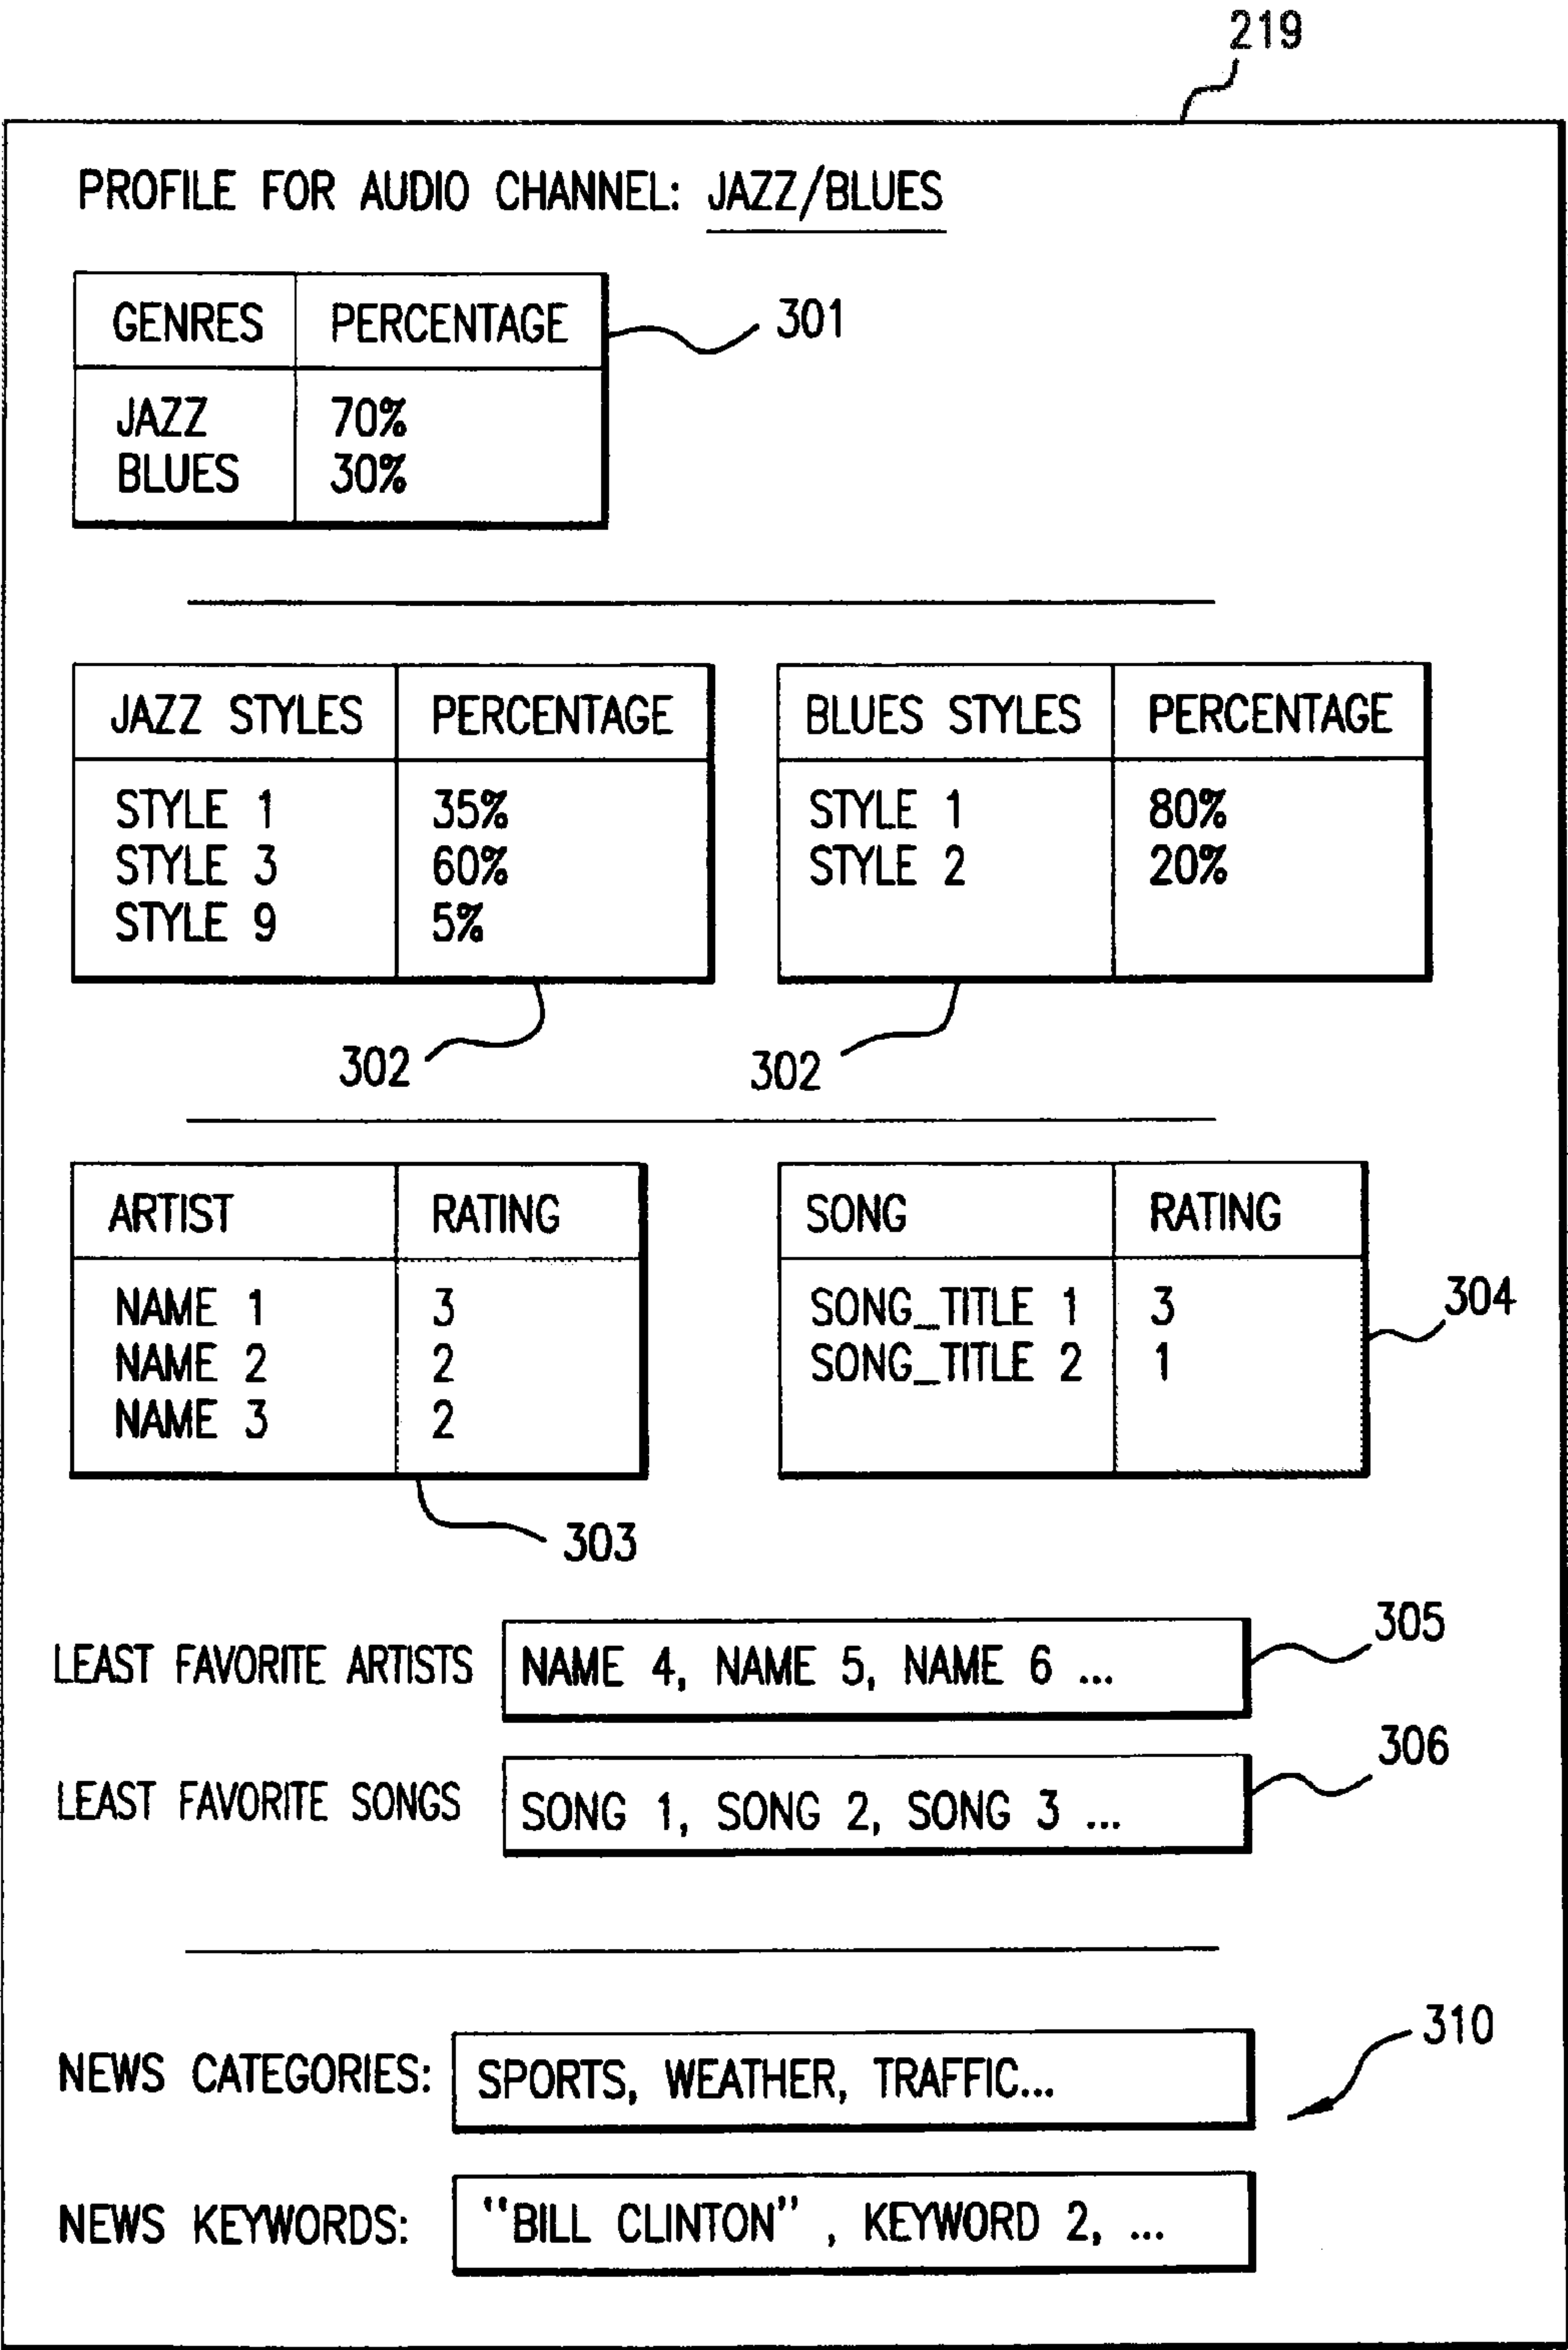 219
PROFILE FOR AUDIO CHANNEL: JAZZ/BLUES
GENRES PERCENTAGE
301
JAZZ 70%
BLUES 30%
JAZZ STYLES PERCENTAGE
STYLE 1 35%
STYLE 3 60%
STYLE 9 5%
302
BLUES STYLES PERCENTAGE
STYLE 1 80%
STYLE 2 20%
302
ARTIST RATING
NAME 1 3
NAME 2 2
NAME 3 2
303
SONG RATING
SONG_TITLE 1 3
SONG_TITLE 2 1
304
LEAST FAVORITE ARTISTS NAME 4, NAME 5, NAME 6 ...
305
LEAST FAVORITE SONGS SONG 1, SONG 2, SONG 3 ...
306
310
NEWS CATEGORIES: SPORTS, WEATHER, TRAFFIC...
NEWS KEYWORDS: "BILL CLINTON" , KEYWORD 2, ...